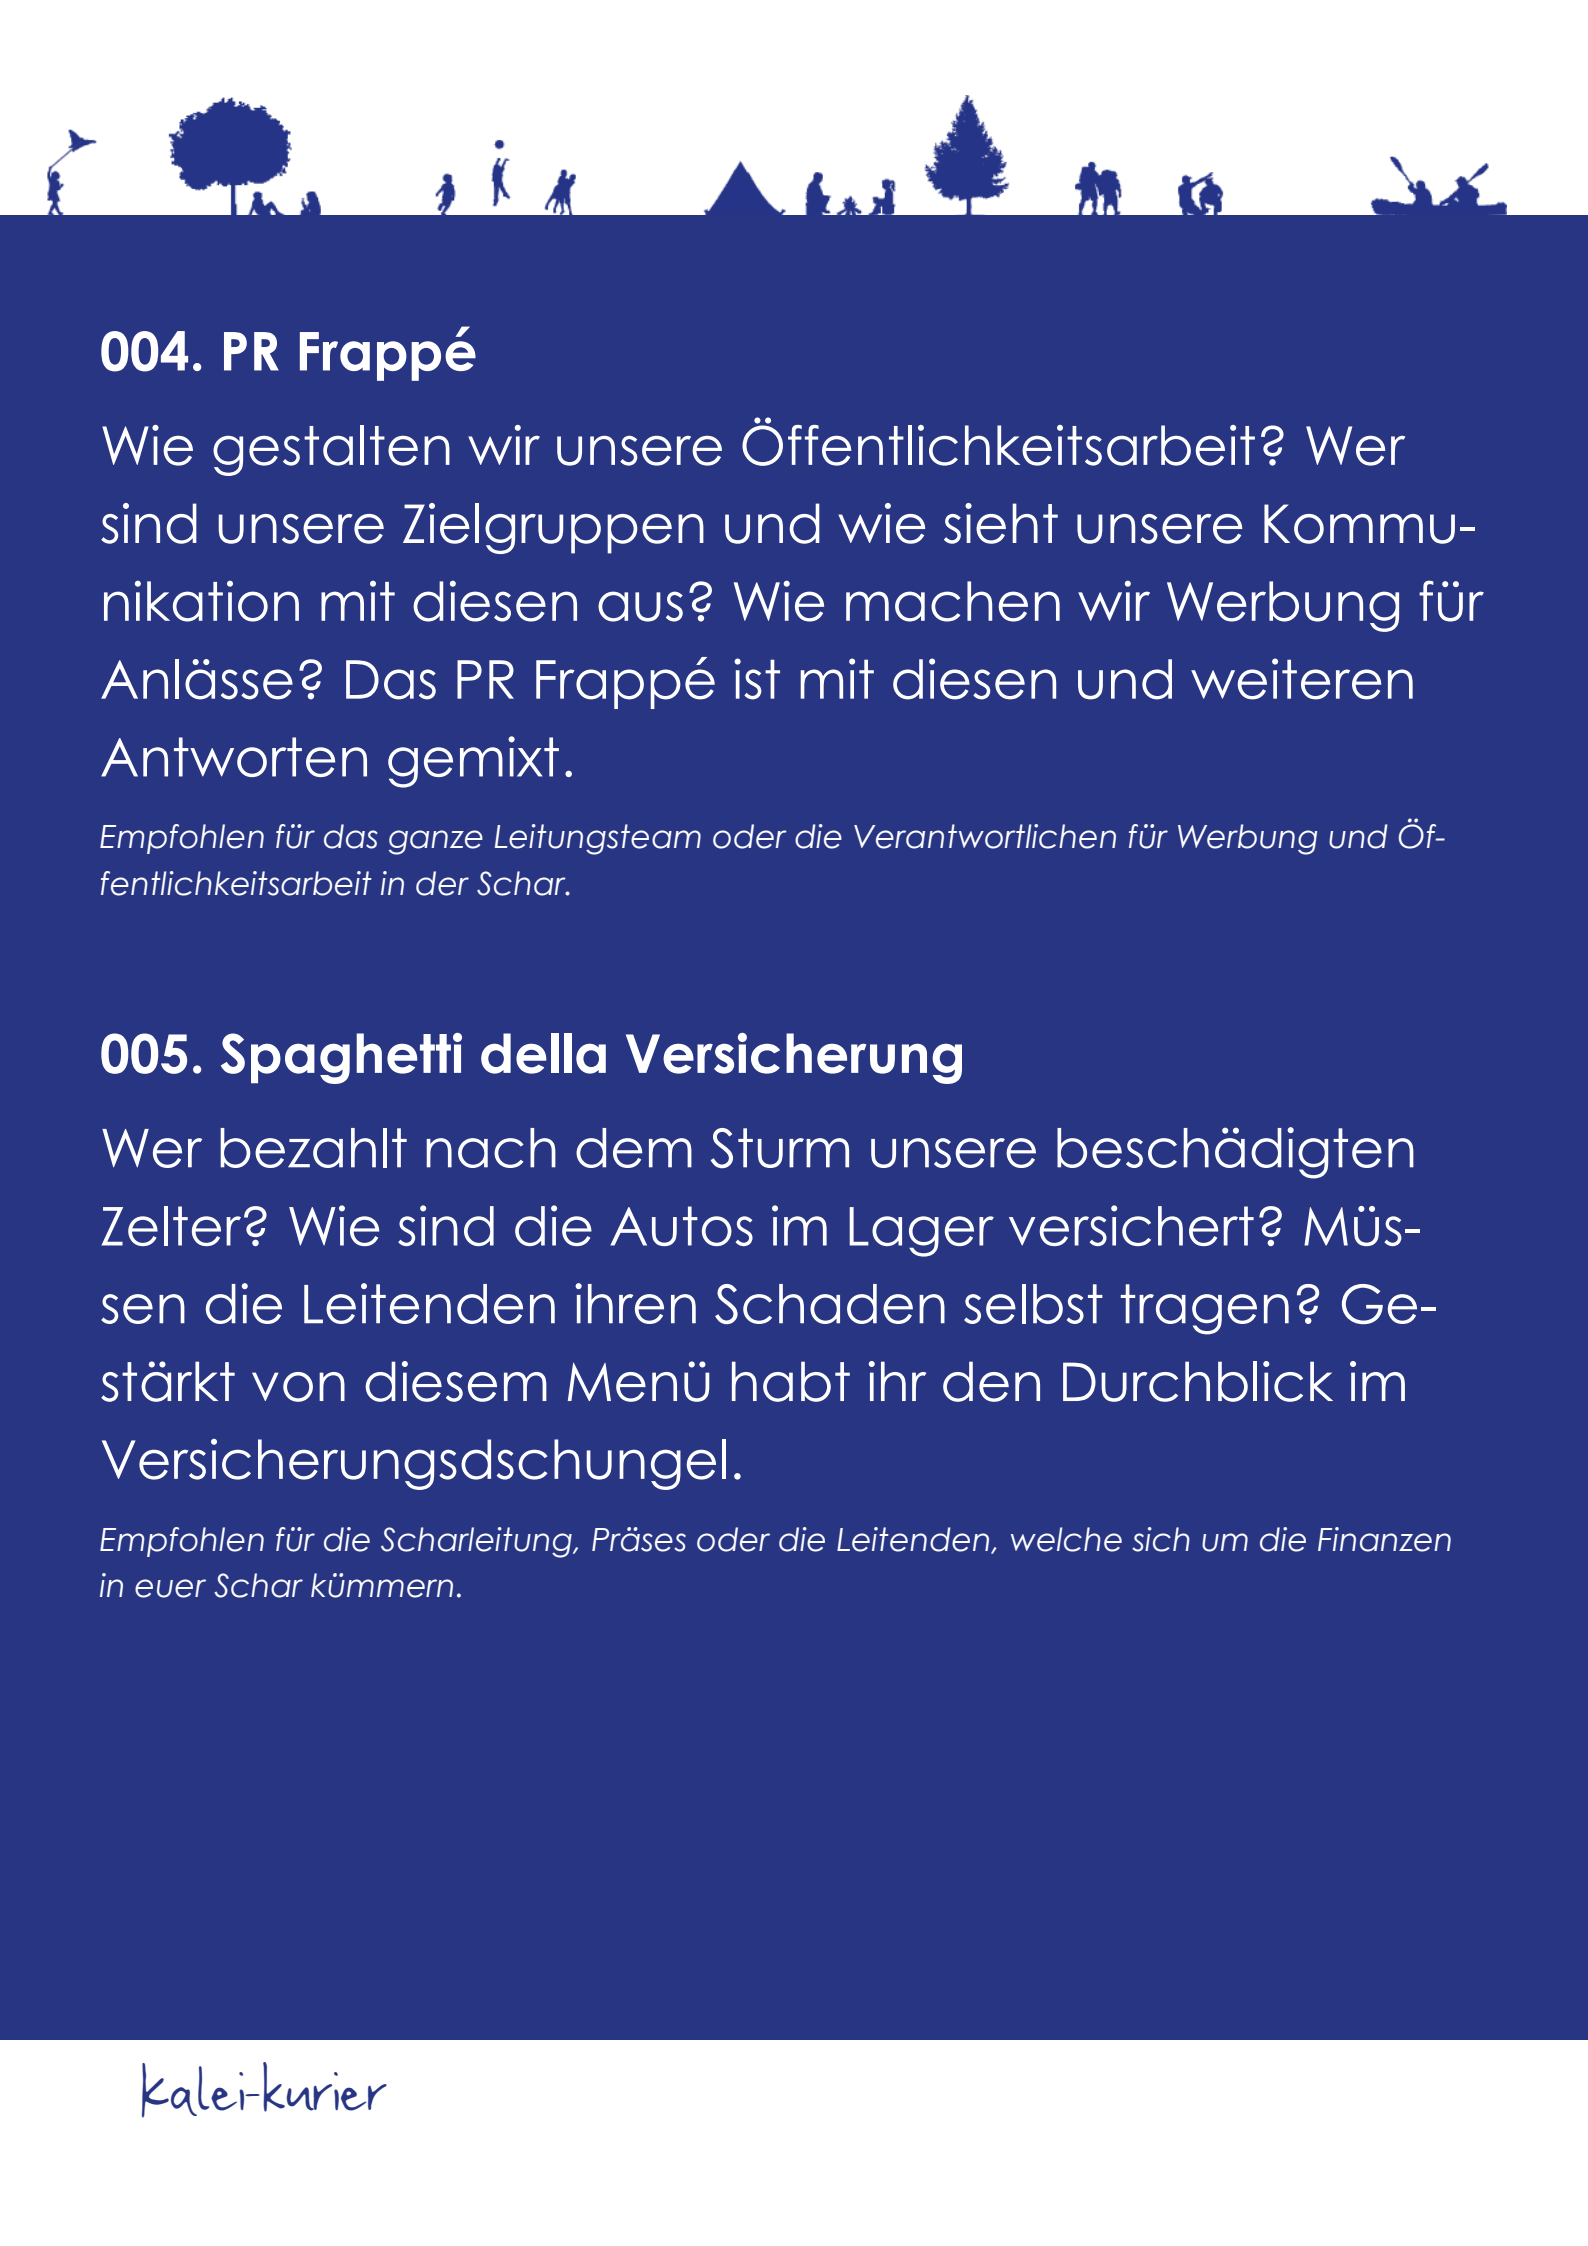 004. PR Frappé
Wie gestalten wir unsere Öffentlichkeitsarbeit? Wer
sind unsere Zielgruppen und wie sieht unsere Kommu-
nikation mit diesen aus? Wie machen wir Werbung für
Anlässe? Das PR Frappé ist mit diesen und weiteren
Antworten gemixt.
Empfohlen für das ganze Leitungsteam oder die Verantwortlichen für Werbung und Öf-
fentlichkeitsarbeit in der Schar.
005. Spaghetti della Versicherung
Wer bezahlt nach dem Sturm unsere beschädigten
Zelter? Wie sind die Autos im Lager versichert? Müs-
sen die Leitenden ihren Schaden selbst tragen? Ge-
stärkt von diesem Menü habt ihr den Durchblick im
Versicherungsdschungel.
Empfohlen für die Scharleitung, Präses oder die Leitenden, welche sich um die Finanzen
in euer Schar kümmern.
kalei-kurier